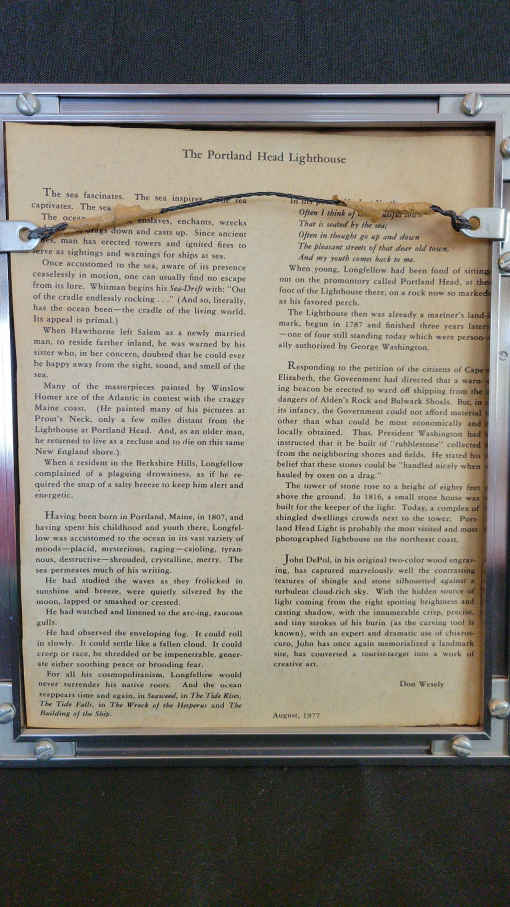 The Portland Head Lighthouse
The sea fascinates. The sea inspires. The sea
captivates. The sea
The ocean enslaves, enchants, wrecks
down and casts up. Since ancient
times, man has erected towers and ignited fires to
serve as sightings and warnings for ships at sea.
Once accustomed to the sea, aware of its presence
ceaselessly in motion, one can usually find no escape
from its lure. Whitman begins his Sea-Drift with: "Out
of the cradle endlessly rocking . . ." (And so, literally,
has the ocean been—the cradle of the living world.
Its appeal is primal.)
When Hawthorne left Salem as a newly married
man, to reside farther inland, he was warned by his
sister who, in her concern, doubted that he could ever
be happy away from the sight, sound, and smell of the
sea.
Many of the masterpieces painted by Winslow
Homer are of the Atlantic in contest with the craggy
Maine coast. (He painted many of his pictures at
Prout's Neck, only a few miles distant from the
Lighthouse at Portland Head. And, as an older man,
he returned to live as a recluse and to die on this same
New England shore.)
When a resident in the Berkshire Hills, Longfellow
complained of a plaguing drowsiness, as if he re-
quired the snap of a salty breeze to keep him alert and
energetic.
Having been born in Portland, Maine, in 1807, and
having spent his childhood and youth there, Longfel-
low was accustomed to the ocean in its vast variety of
moods—placid, mysterious, raging—cajoling, tyran-
nous, destructive—shrouded, crystalline, merry. The
sea permeates much of his writing.
He had studied the waves as they frolicked in
sunshine and breeze, were quietly silvered by the
moon, lapped or smashed or crested.
He had watched and listened to the arc-ing, raucous
gulls.
He had observed the enveloping fog. It could roll
in slowly. It could settle like a fallen cloud. It could
creep or race, be shredded or be impenetrable, gener-
ate either soothing peace or brooding fear.
For all his cosmopolitanism, Longfellow would
never surrender his native roots. And the ocean
reappears time and again, in Seaweed, in The Tide Rises,
The Tide Falls, in The Wreck of the Hesperus and The
Building of the Ship.
In his
Often I think of the beautiful town
That is seated by the sea;
Often in thought go up and down
The pleasant streets of that dear old town,
And my youth comes back to me.
When young, Longfellow had been fond of sitting
out on the promontory called Portland Head, at the
foot of the Lighthouse there, on a rock now so marked
as his favored perch.
The Lighthouse then was already a mariner's land-
mark, begun in 1787 and finished three years later
—one of four still standing today which were person-
ally authorized by George Washington.
Responding to the petition of the citizens of Cape
Elizabeth, the Government had directed that a warn-
ing beacon be erected to ward off shipping from the
dangers of Alden's Rock and Bulwark Shoals. But, in
its infancy, the Government could not afford material
other than what could be most economically and
locally obtained. Thus, President Washington had
instructed that it be built of "rubblestone" collected
from the neighboring shores and fields. He stated his
belief that these stones could be "handled nicely when
hauled by oxen on a drag."
The tower of stone rose to a height of eighty feet
above the ground. In 1816, a small stone house was
built for the keeper of the light. Today, a complex of
shingled dwellings crowds next to the tower. Port-
land Head Light is probably the most visited and most
photographed lighthouse on the northeast coast.
John DePol, in his original two-color wood engrav-
ing, has captured marvelously well the contrasting
textures of shingle and stone silhouetted against a
turbulent cloud-rich sky. With the hidden source of
light coming from the right spotting brightness and
casting shadow, with the innumerable crisp, precise,
and tiny strokes of his burin (as the carving tool is
known), with an expert and dramatic use of chiaros-
curo, John has once again memorialized a landmark
site, has converted a tourist-target into a work of
creative art.
Don Wesely
August, 1977